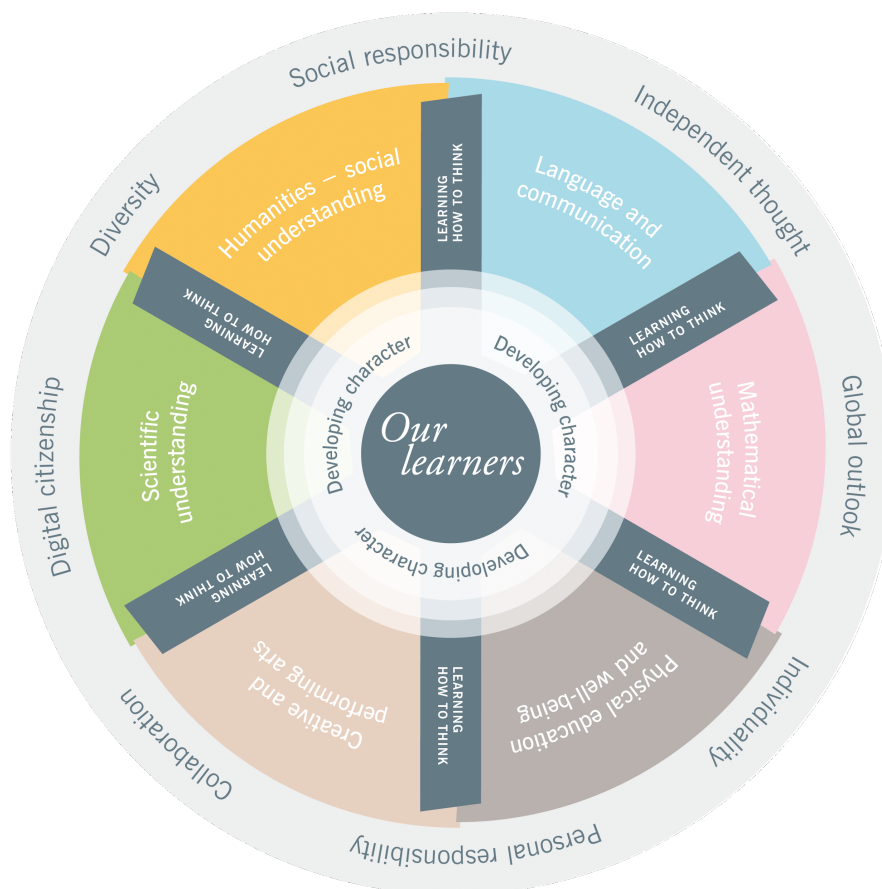 Social responsibility
Independent thought
Global outlook
Individuality
Personal responsibility
Collaboration
Digital citizenship
Diversity
Humanities – social
understanding
Language and
communication
Mathematical
understanding
Physical education
and well-being
Creative and
performing arts
Scientific
understanding
LEARNING
HOW TO THINK
LEARNING
HOW TO THINK
LEARNING
HOW TO THINK
LEARNING
HOW TO THINK
LEARNING
HOW TO THINK
LEARNING
HOW TO THINK
Developing character
Developing character
Developing character
Our
learners